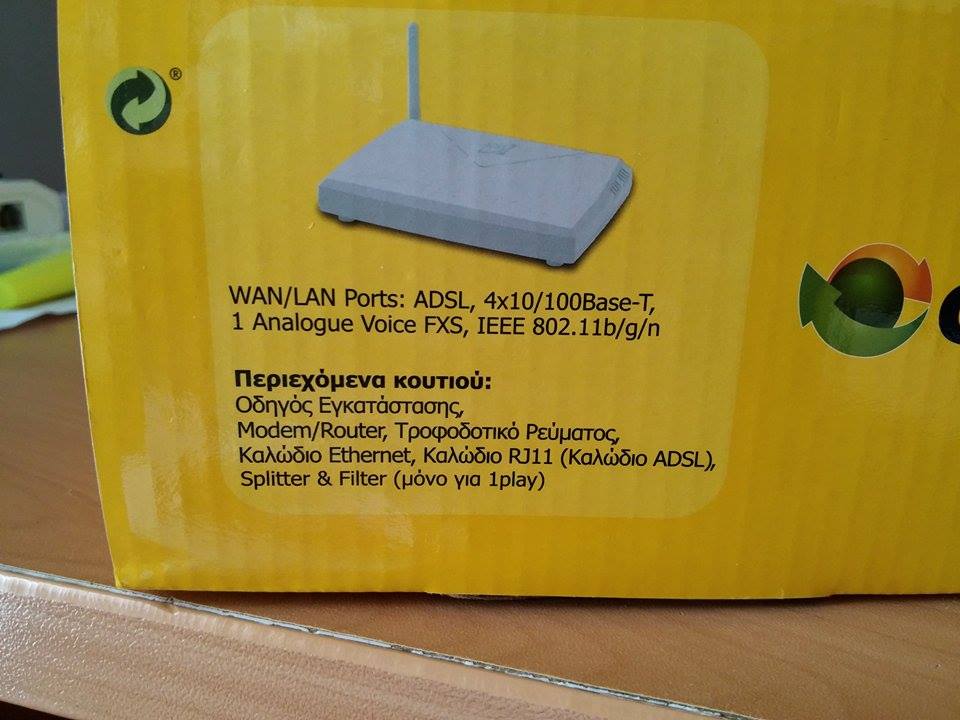 ®
WAN/LAN Ports: ADSL, 4x10/100Base-T,
1 Analogue Voice FXS, IEEE 802.11b/g/n
Περιεχόμενα κουτιού:
Οδηγός Εγκατάστασης,
Modem/Router, Τροφοδοτικό Ρεύματος,
Καλώδιο Ethernet, Καλώδιο RJ11 (Καλώδιο ADSL),
Splitter & Filter (μόνο για 1play)